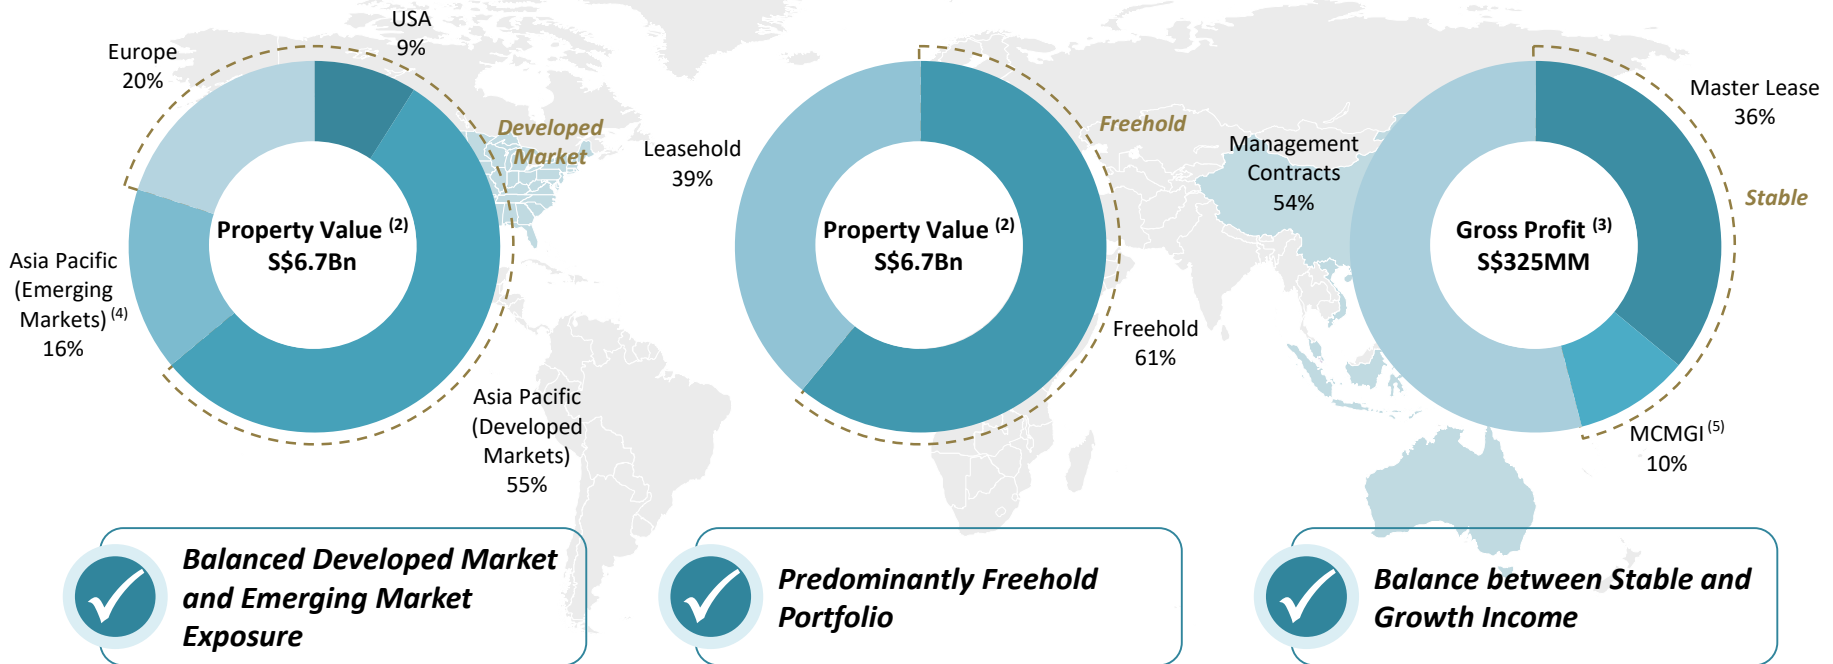 USA
9%
Europe
20%
Developed
Market
Property Value (2)
S$6.7Bn
Asia Pacific
(Emerging
Markets) (4)
16%
Asia Pacific
(Developed
Markets)
55%
Leasehold
39%
Freehold
Property Value (2)
S$6.7Bn
Freehold
61%
Management
Contracts
54%
Master Lease
36%
Stable
Gross Profit (3)
S$325MM
MCMGI (5)
10%
Balanced Developed Market
and Emerging Market
Exposure
Predominantly Freehold
Portfolio
Balance between Stable and
Growth Income